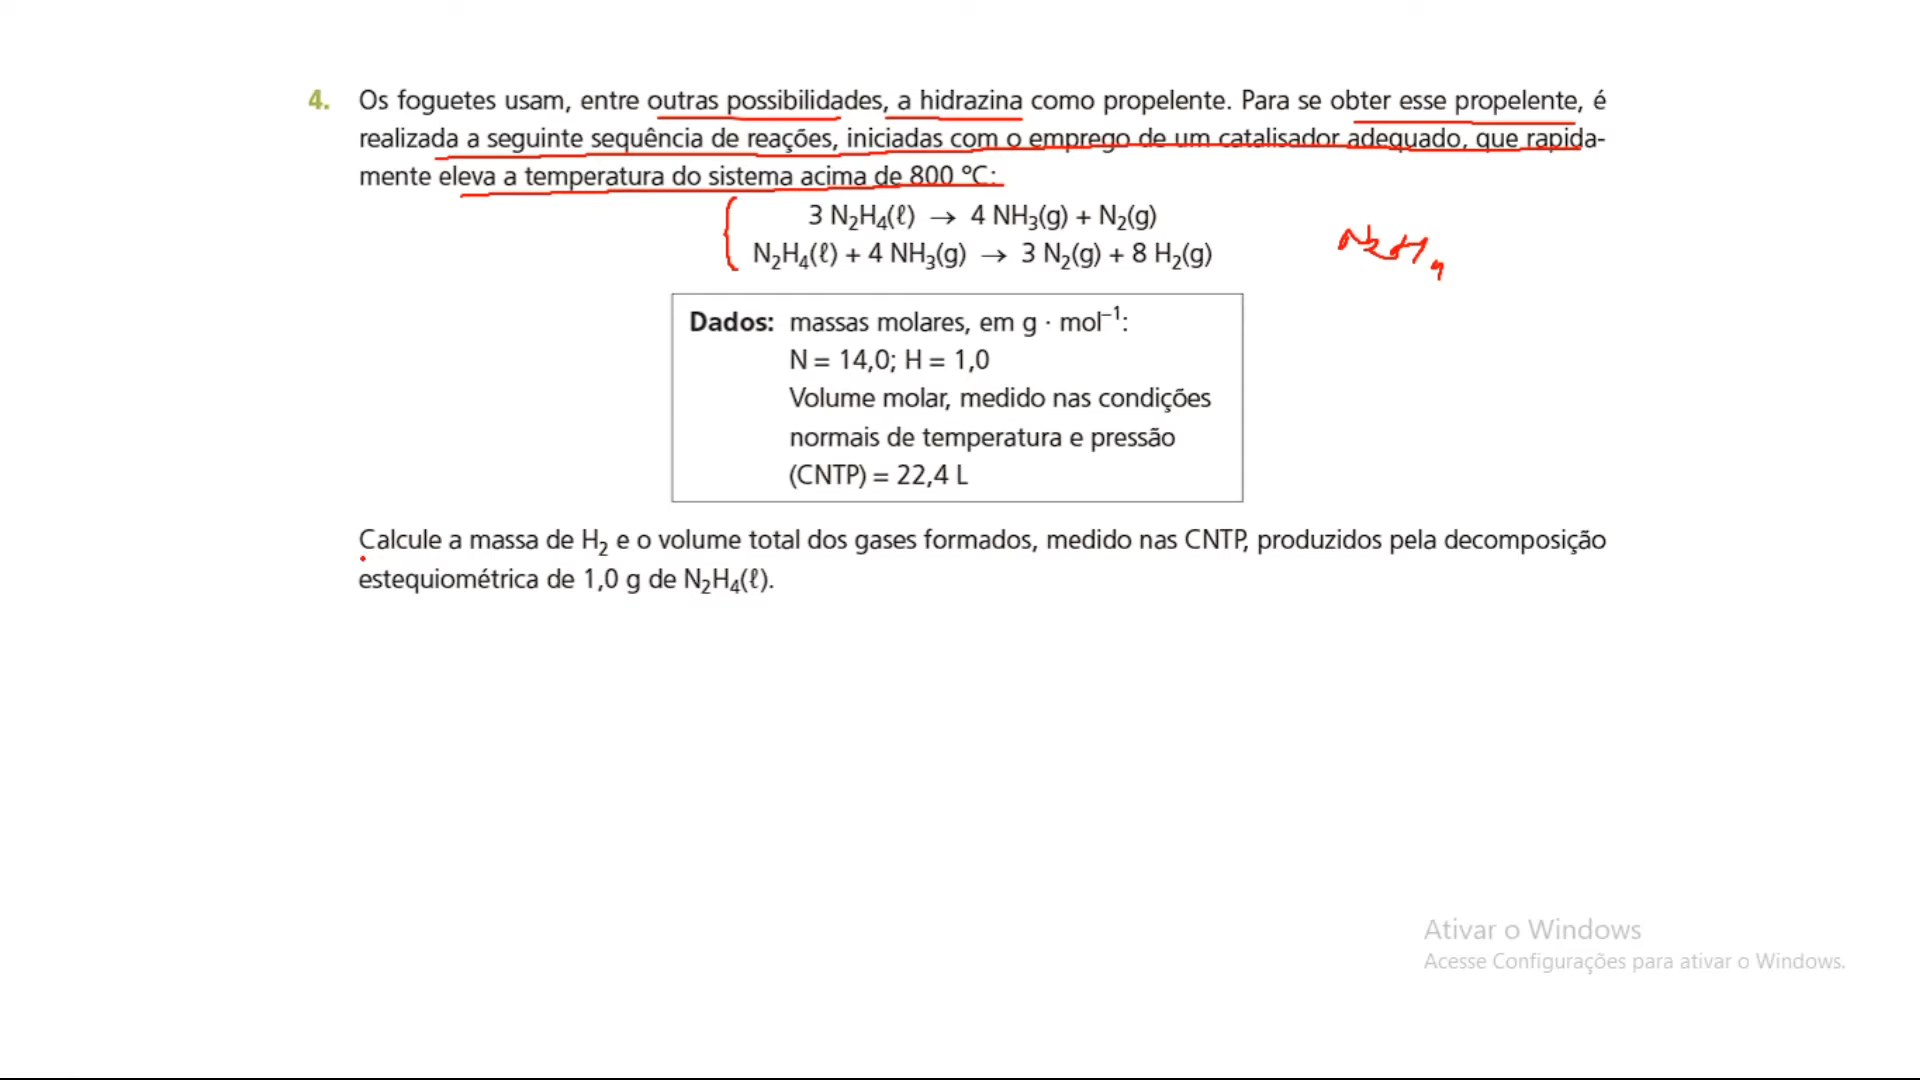 4. Os foguetes usam, entre outras possibilidades, a hidrazina como propelente. Para se obter esse propelente, é
realizada a seguinte sequência de reações, iniciadas com o emprego de um catalisador adequado, que rapida-
mente eleva a temperatura do sistema acima de 800 °C:
3 N₂H₄(ℓ) → 4 NH₃(g) + N₂(g)
N₂H₄(ℓ) + 4 NH₃(g) → 3 N₂(g) + 8 H₂(g)
N₂H₄
Dados: massas molares, em g · mol⁻¹:
N = 14,0; H = 1,0
Volume molar, medido nas condições
normais de temperatura e pressão
(CNTP) = 22,4 L
Calcule a massa de H₂ e o volume total dos gases formados, medido nas CNTP, produzidos pela decomposição
estequiométrica de 1,0 g de N₂H₄(ℓ).
Ativar o Windows
Acesse Configurações para ativar o Windows.